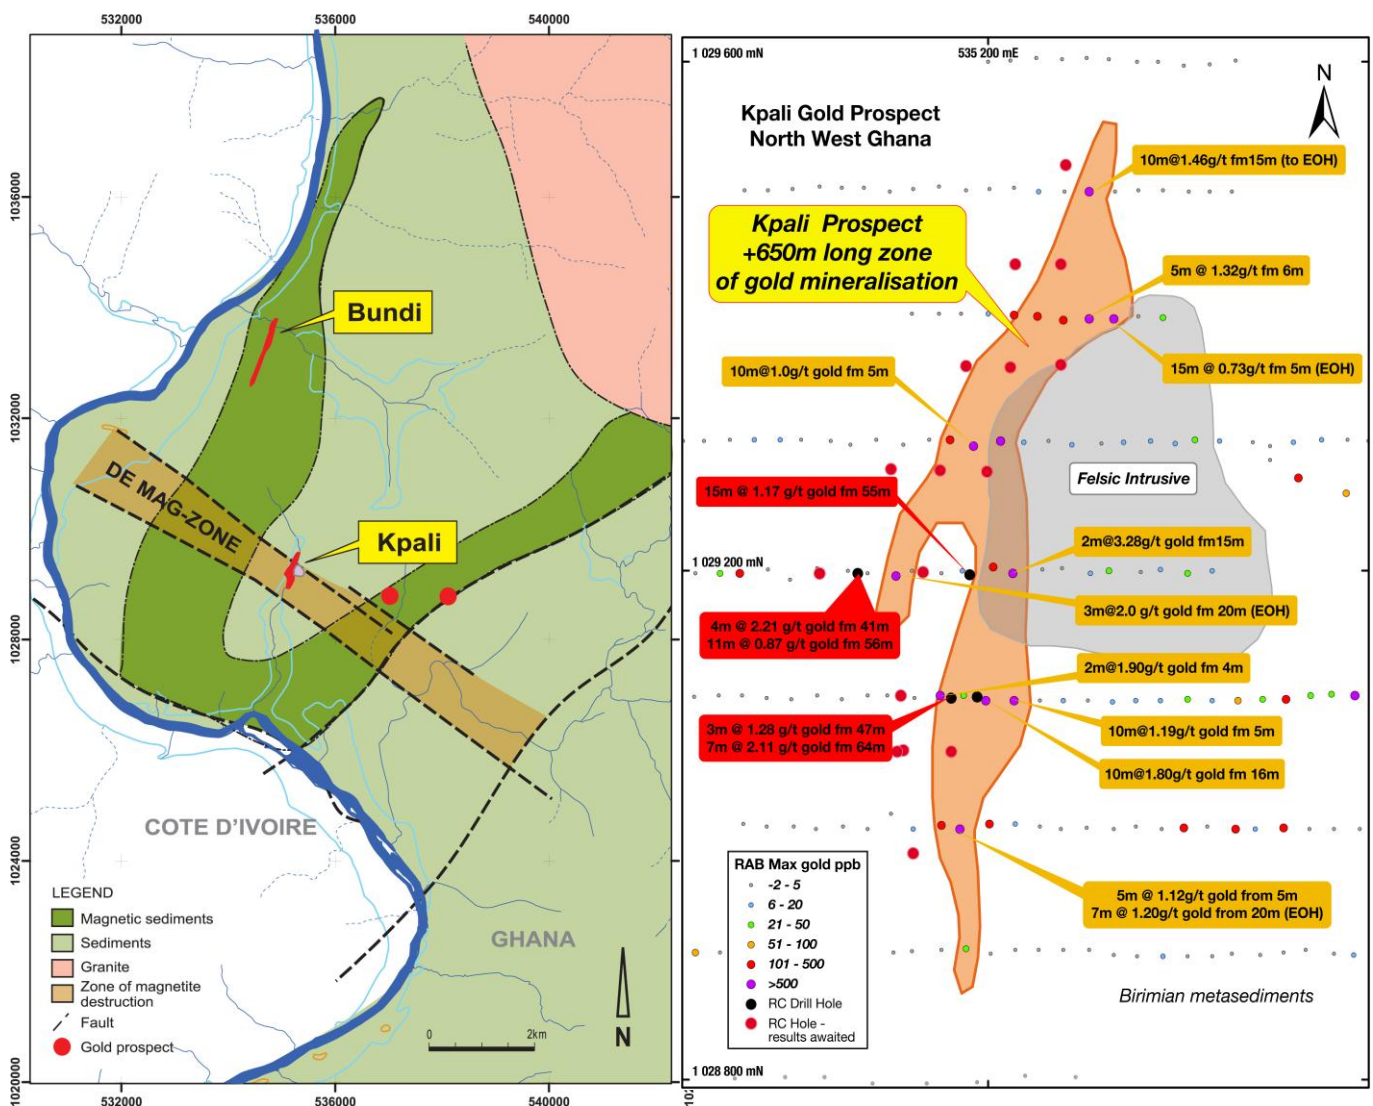 532000
536000
540000
1036000
1032000
1028000
1024000
1020000
Bundi
DE MAG-ZONE
Kpali
COTE D'IVOIRE
GHANA
LEGEND
Magnetic sediments
Sediments
Granite
Zone of magnetite
destruction
Fault
Gold prospect
0
2km
N
532000
536000
540000
1 029 600 mN
535 200 mE
N
Kpali Gold Prospect
North West Ghana
10m@1.46g/t fm15m (to EOH)
Kpali Prospect
+650m long zone
of gold mineralisation
5m @ 1.32g/t fm 6m
10m@1.0g/t gold fm 5m
15m @ 0.73g/t fm 5m (EOH)
15m @ 1.17 g/t gold fm 55m
Felsic Intrusive
2m@3.28g/t gold fm15m
1 029 200 mN
3m@2.0 g/t gold fm 20m (EOH)
4m @ 2.21 g/t gold fm 41m
11m @ 0.87 g/t gold fm 56m
2m@1.90g/t gold fm 4m
3m @ 1.28 g/t gold fm 47m
7m @ 2.11 g/t gold fm 64m
10m@1.19g/t gold fm 5m
10m@1.80g/t gold fm 16m
RAB Max gold ppb
-2 - 5
6 - 20
21 - 50
51 - 100
101 - 500
>500
RC Drill Hole
RC Hole -
results awaited
5m @ 1.12g/t gold from 5m
7m @ 1.20g/t gold from 20m (EOH)
Birimian metasediments
1 028 800 mN